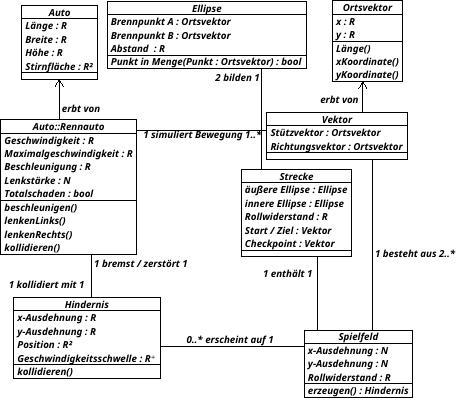 Auto
Länge : R
Breite : R
Höhe : R
Stirnfläche : R²
Ellipse
Brennpunkt A : Ortsvektor
Brennpunkt B : Ortsvektor
Abstand : R
Punkt in Menge(Punkt : Ortsvektor) : bool
Ortsvektor
x : R
y : R
Länge()
xKoordinate()
yKoordinate()
2 bilden 1
erbt von
erbt von
Auto::Rennauto
Geschwindigkeit : R
Maximalgeschwindigkeit : R
Beschleunigung : R
Lenkstärke : N
Totalschaden : bool
beschleunigen()
lenkenLinks()
lenkenRechts()
kollidieren()
1 simuliert Bewegung 1..*
Vektor
Stützvektor : Ortsvektor
Richtungsvektor : Ortsvektor
Strecke
äußere Ellipse : Ellipse
innere Ellipse : Ellipse
Rollwiderstand : R
Start / Ziel : Vektor
Checkpoint : Vektor
1 besteht aus 2..*
1 bremst / zerstört 1
1 kollidiert mit 1
1 enthält 1
Hindernis
x-Ausdehnung : R
y-Ausdehnung : R
Position : R²
Geschwindigkeitsschwelle : R⁺
kollidieren()
0..* erscheint auf 1
Spielfeld
x-Ausdehnung : N
y-Ausdehnung : N
Rollwiderstand : R
erzeugen() : Hindernis